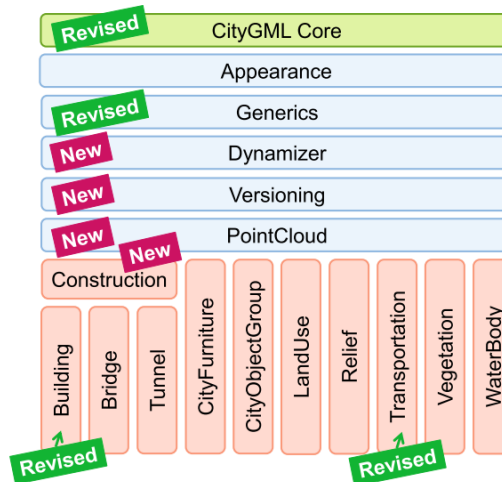 Revised
CityGML Core
Appearance
Revised
Generics
New
Dynamizer
New
Versioning
New
PointCloud
New
Construction
Building
Bridge
Tunnel
CityFurniture
CityObjectGroup
LandUse
Relief
Transportation
Vegetation
WaterBody
Revised
Revised